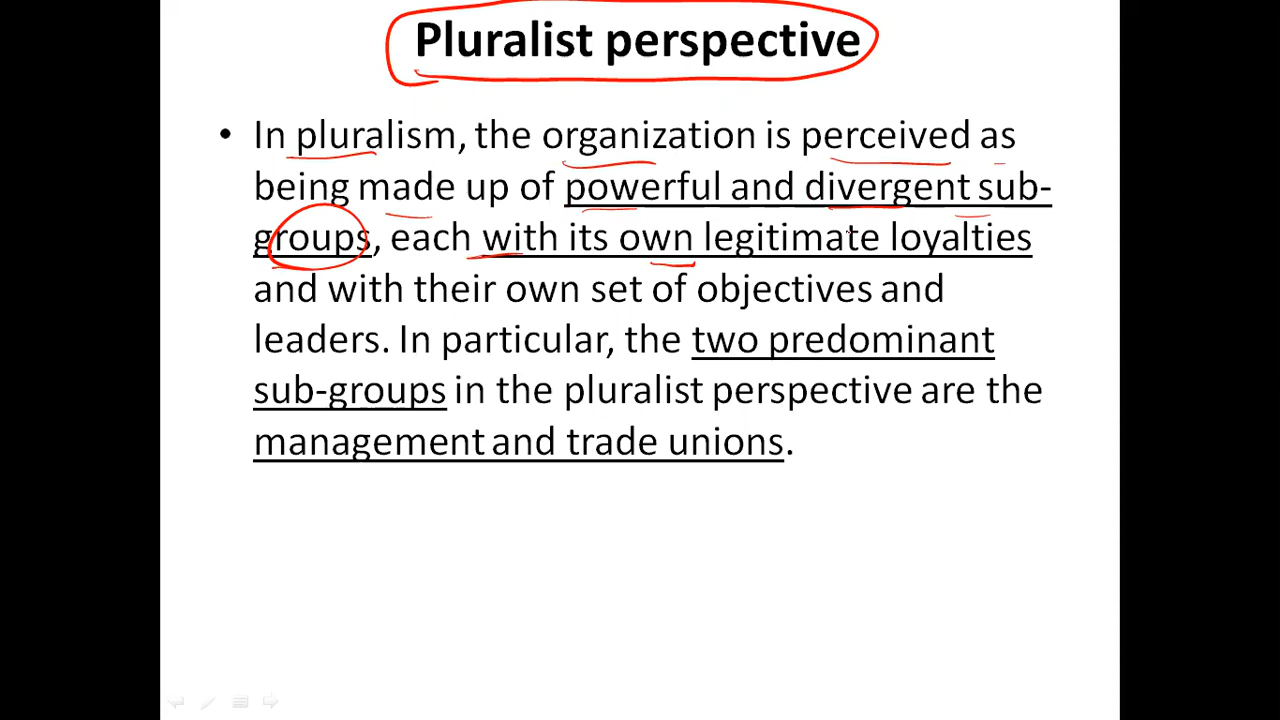 Pluralist perspective
• In pluralism, the organization is perceived as
being made up of powerful and divergent sub-
groups, each with its own legitimate loyalties
and with their own set of objectives and
leaders. In particular, the two predominant
sub-groups in the pluralist perspective are the
management and trade unions.